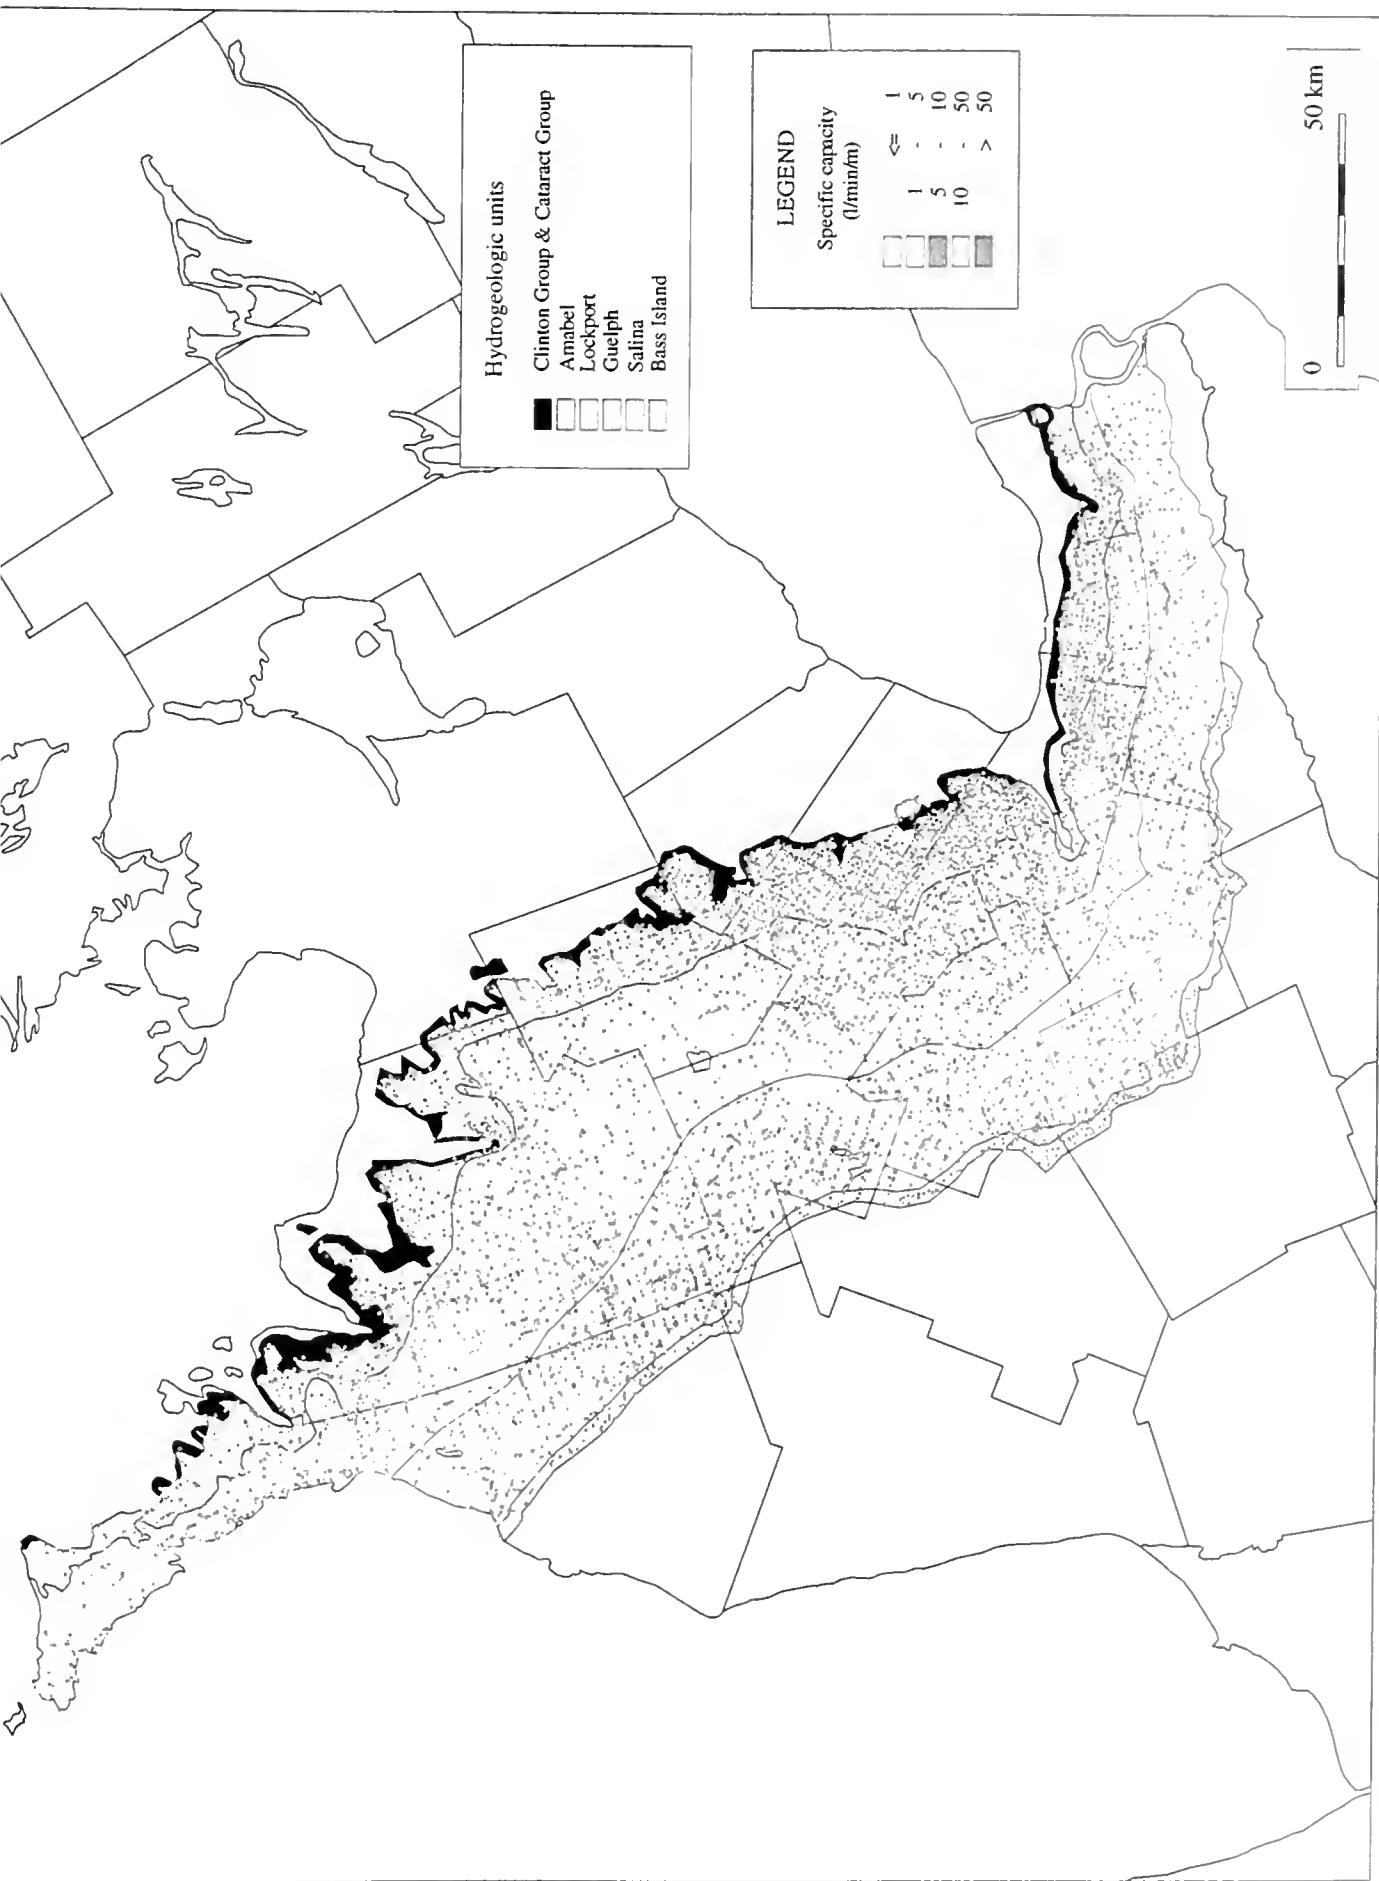 Hydrogeologic units
Clinton Group & Cataract Group
Amabel
Lockport
Guelph
Salina
Bass Island
LEGEND
Specific capacity
(l/min/m)
<= 1
1 - 5
5 - 10
10 - 50
> 50
0 50 km